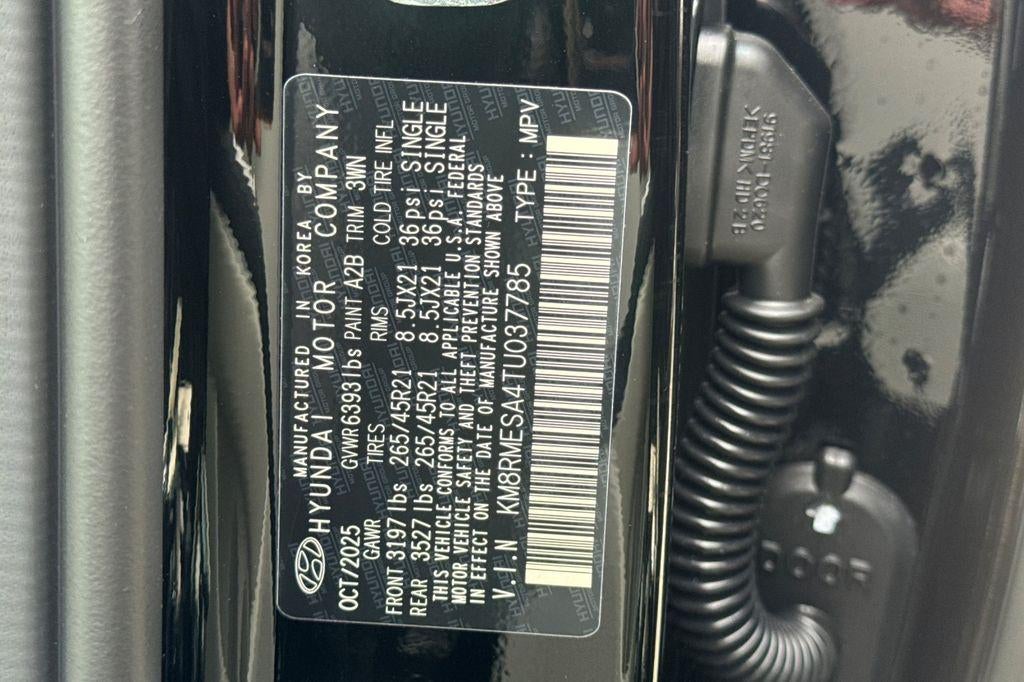 MANUFACTURED IN KOREA BY
HYUNDAI MOTOR COMPANY
OCT/2025 GVWR 6393 lbs PAINT A2B TRIM 3WN
GAWR TIRES RIMS COLD TIRE INFL
FRONT 3197 lbs 265/45R21 8.5JX21 36psi SINGLE
REAR 3527 lbs 265/45R21 8.5JX21 36psi SINGLE
THIS VEHICLE CONFORMS TO ALL APPLICABLE U.S.A. FEDERAL
MOTOR VEHICLE SAFETY AND THEFT PREVENTION STANDARDS
IN EFFECT ON THE DATE OF MANUFACTURE SHOWN ABOVE
V.I.N KM8RMESA4TU037785 TYPE : MPV
DOOR